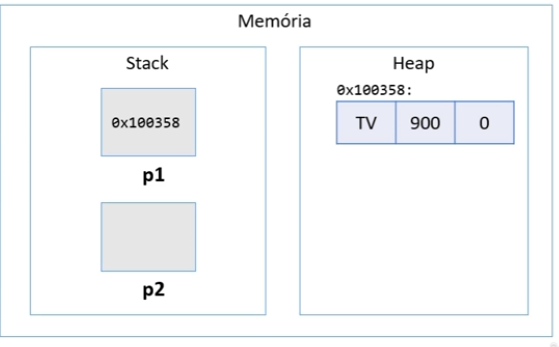 Memória
Stack
0x100358
p1
p2
Heap
0x100358:
TV 900 0